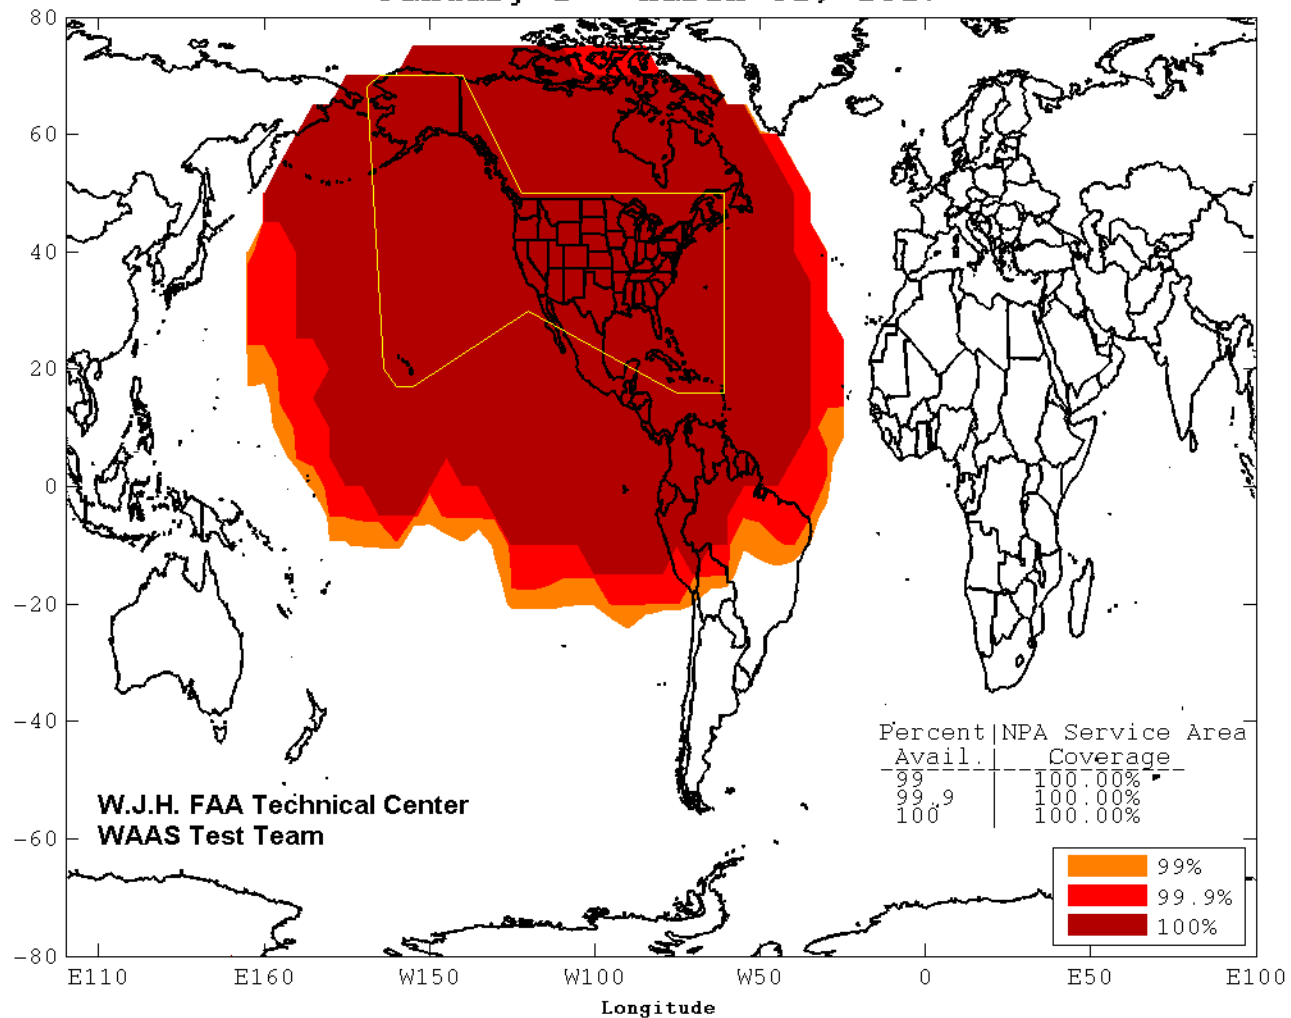 80
60
40
20
0
-20
-40
-60
-80
Percent|NPA Service Area
Avail.| Coverage
99 | 100.00%
99.9 | 100.00%
100 | 100.00%
W.J.H. FAA Technical Center
WAAS Test Team
99%
99.9%
100%
E110 E160 W150 W100 W50 0 E50 E100
Longitude